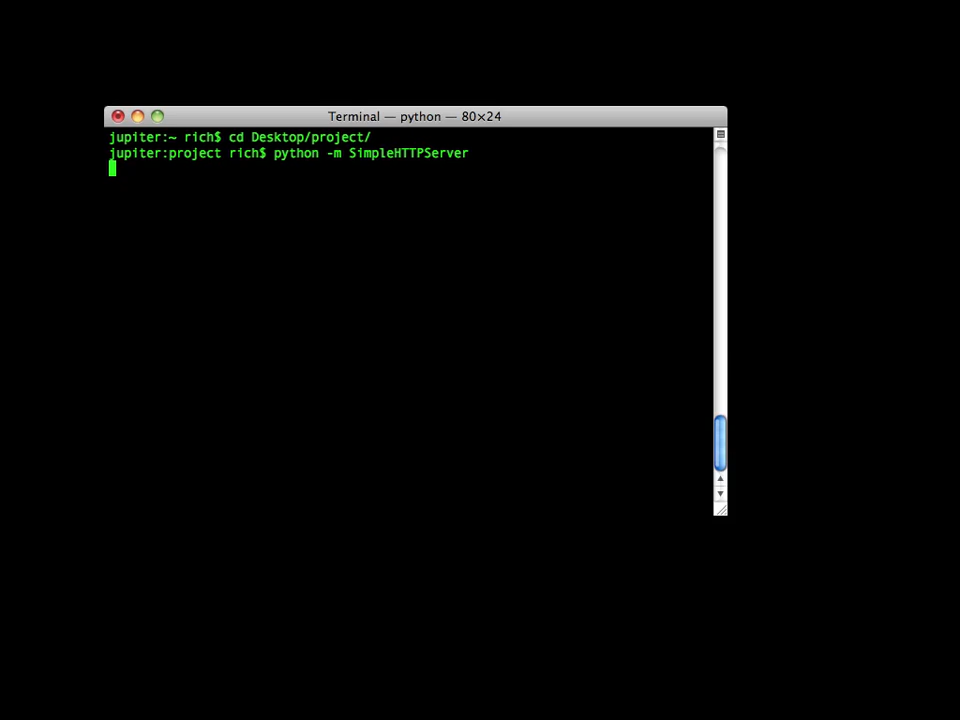 Terminal — python — 80×24
jupiter:~ rich$ cd Desktop/project/
jupiter:project rich$ python -m SimpleHTTPServer